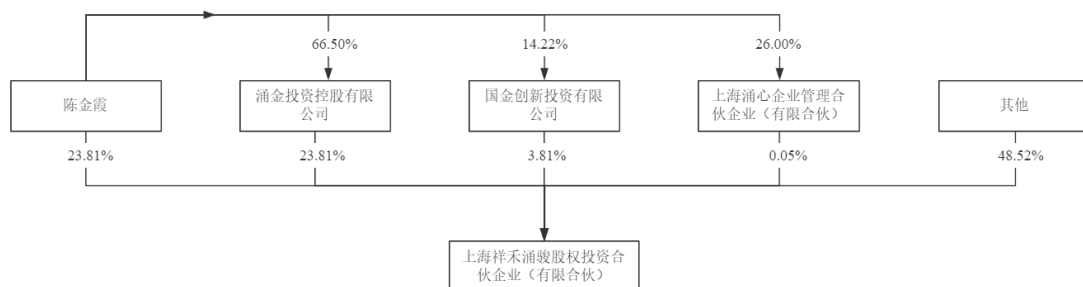 66.50%
14.22%
26.00%
陈金霞
涌金投资控股有限
公司
国金创新投资有限
公司
上海涌心企业管理合
伙企业（有限合伙）
其他
23.81%
23.81%
3.81%
0.05%
48.52%
上海祥禾涌骏股权投资合
伙企业（有限合伙）